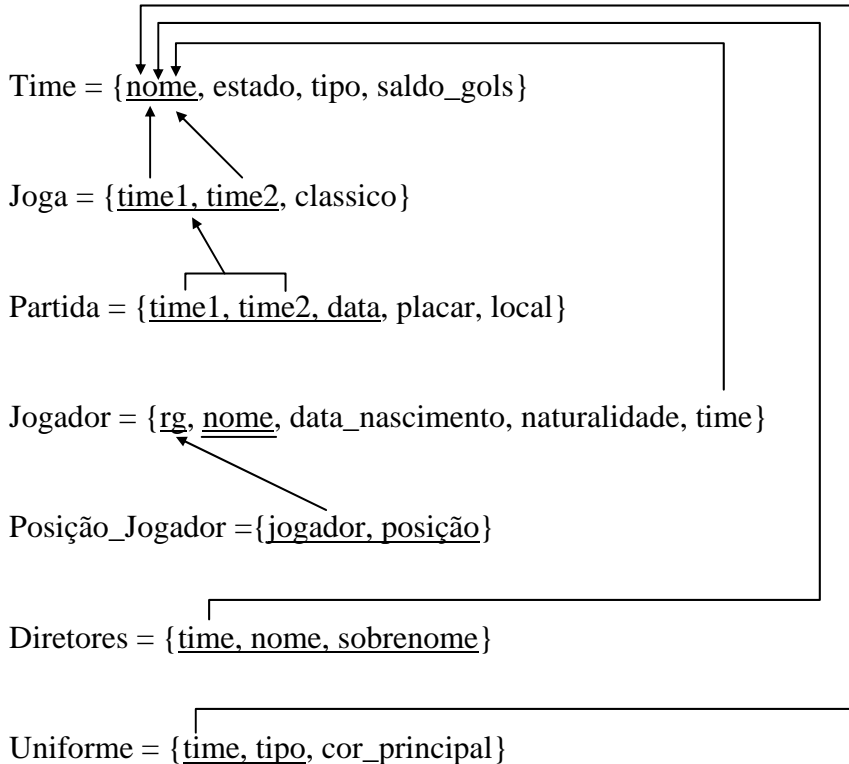 Time = {nome, estado, tipo, saldo_gols}
Joga = {time1, time2, classico}
Partida = {time1, time2, data, placar, local}
Jogador = {rg, nome, data_nascimento, naturalidade, time}
Posição_Jogador ={jogador, posição}
Diretores = {time, nome, sobrenome}
Uniforme = {time, tipo, cor_principal}